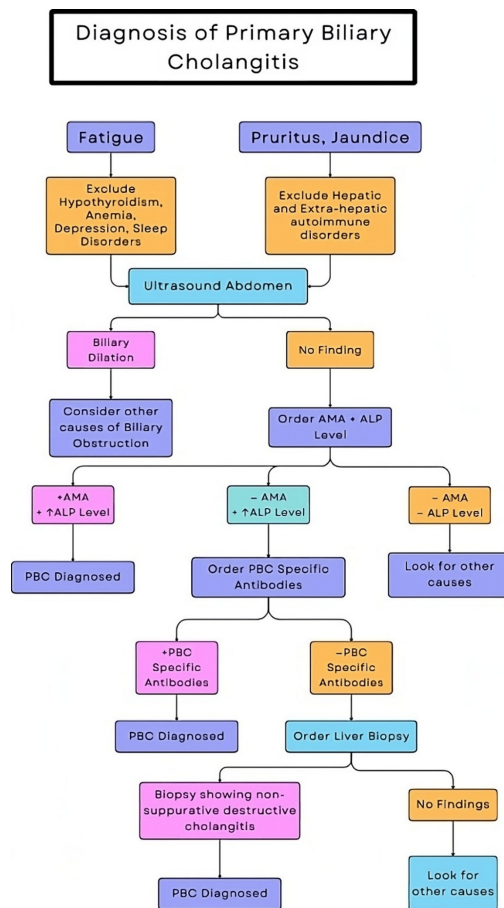 Diagnosis of Primary Biliary
Cholangitis
Fatigue
Pruritus, Jaundice
Exclude
Hypothyroidism,
Anemia,
Depression, Sleep
Disorders
Exclude Hepatic
and Extra-hepatic
autoimmune
disorders
Ultrasound Abdomen
Biliary
Dilation
No Finding
Consider other
causes of Biliary
Obstruction
Order AMA + ALP
Level
+AMA
+ ↑ALP Level
– AMA
+ ↑ALP Level
– AMA
– ALP Level
PBC Diagnosed
Order PBC Specific
Antibodies
Look for other
causes
+PBC
Specific
Antibodies
–PBC
Specific
Antibodies
PBC Diagnosed
Order Liver Biopsy
Biopsy showing non-
suppurative destructive
cholangitis
No Findings
PBC Diagnosed
Look for
other causes